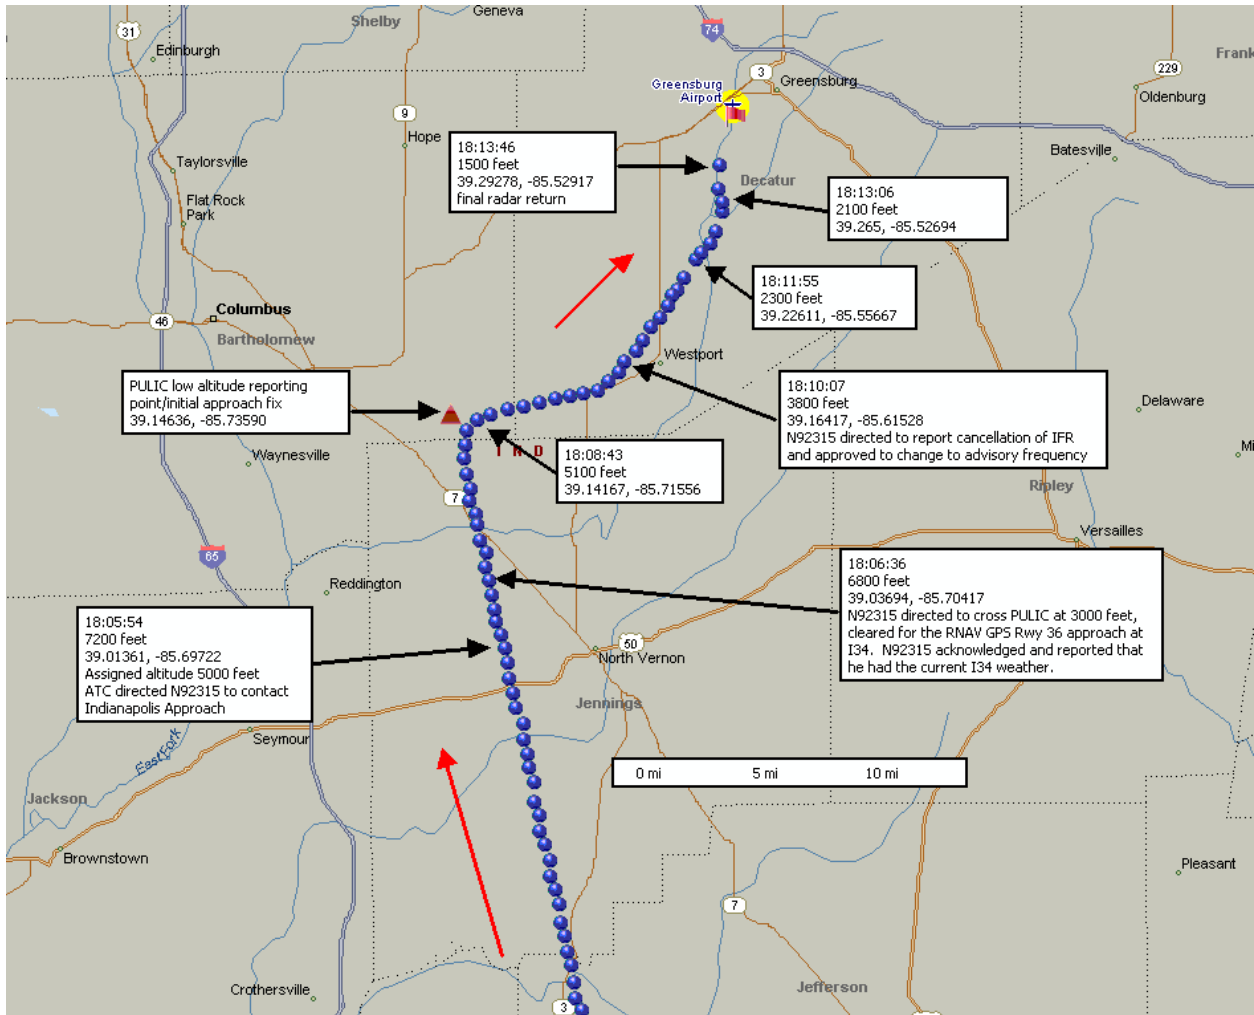 Geneva
Shelby
31
74
Edinburgh
Frank
3
229
Greensburg
Airport
Greensburg
Oldenburg
9
Hope
18:13:46
1500 feet
39.29278, -85.52917
final radar return
Batesville
Taylorsville
Decatur
18:13:06
2100 feet
39.265, -85.52694
Flat Rock
Park
18:11:55
2300 feet
39.22611, -85.55667
Columbus
46
Bartholomew
Westport
PULIC low altitude reporting
point/initial approach fix
39.14636, -85.73590
18:10:07
3800 feet
39.16417, -85.61528
N92315 directed to report cancellation of IFR
and approved to change to advisory frequency
Delaware
Waynesville
I N D
18:08:43
5100 feet
39.14167, -85.71556
Mi
Ripley
7
Versailles
65
Reddington
18:06:36
6800 feet
39.03694, -85.70417
N92315 directed to cross PULIC at 3000 feet,
cleared for the RNAV GPS Rwy 36 approach at
I34. N92315 acknowledged and reported that
he had the current I34 weather.
18:05:54
7200 feet
39.01361, -85.69722
Assigned altitude 5000 feet
ATC directed N92315 to contact
Indianapolis Approach
50
North Vernon
Jennings
Seymour
East Fork
0 mi 5 mi 10 mi
Jackson
Brownstown
Pleasant
7
Crothersville
Jefferson
3